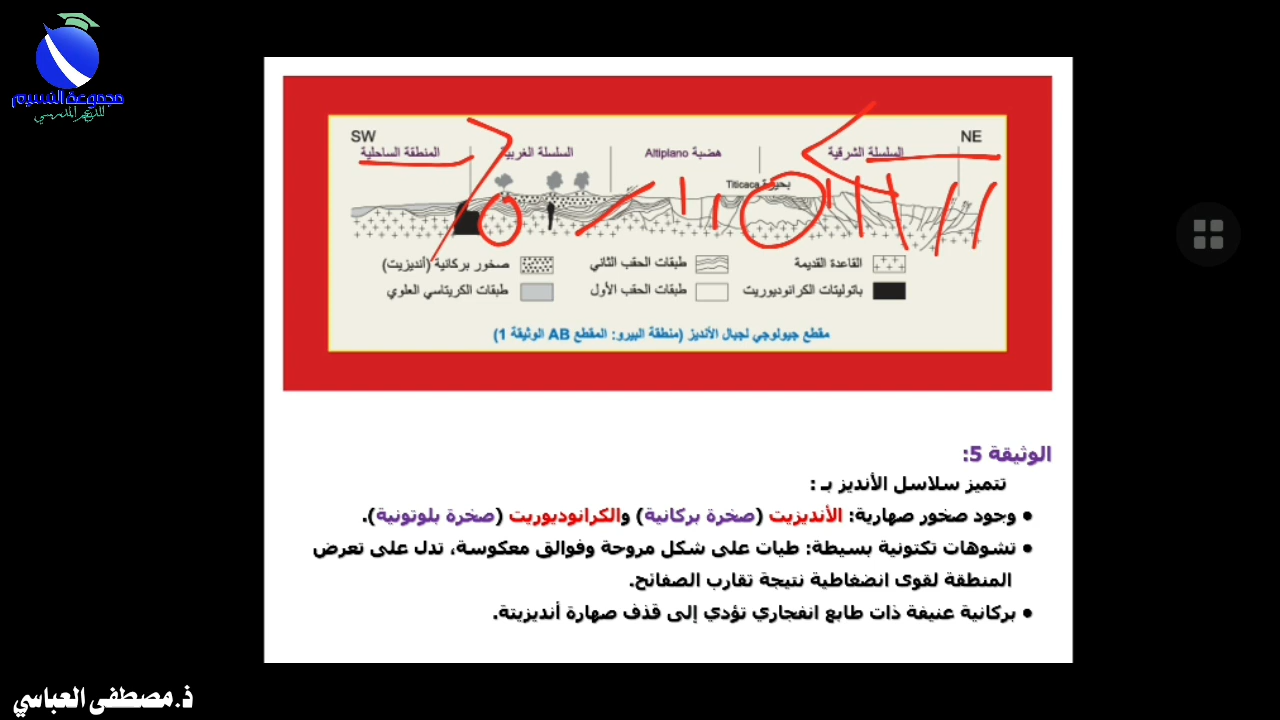 مجموعة النسيم
للدعم المدرسي
SW
NE
السلسلة الشرقية
هضبة Altiplano
السلسلة الغربية
المنطقة الساحلية
بحيرة Titicaca
القاعدة القديمة
طبقات الحقب الثاني
صخور بركانية (أنديزيت)
باتوليتات الكرانوديوريت
طبقات الحقب الأول
طبقات الكريتاسي العلوي
مقطع جيولوجي لجبال الأنديز (منطقة البيرو: المقطع AB الوثيقة 1)
الوثيقة 5:
تتميز سلاسل الأنديز بـ :
● وجود صخور صهارية: الأنديزيت (صخرة بركانية) والكرانوديوريت (صخرة بلوتونية).
● تشوهات تكتونية بسيطة: طيات على شكل مروحة وفوالق معكوسة، تدل على تعرض
المنطقة لقوى انضغاطية نتيجة تقارب الصفائح.
● بركانية عنيفة ذات طابع انفجاري تؤدي إلى قذف صهارة أنديزيتة.
ذ.مصطفى العباسي